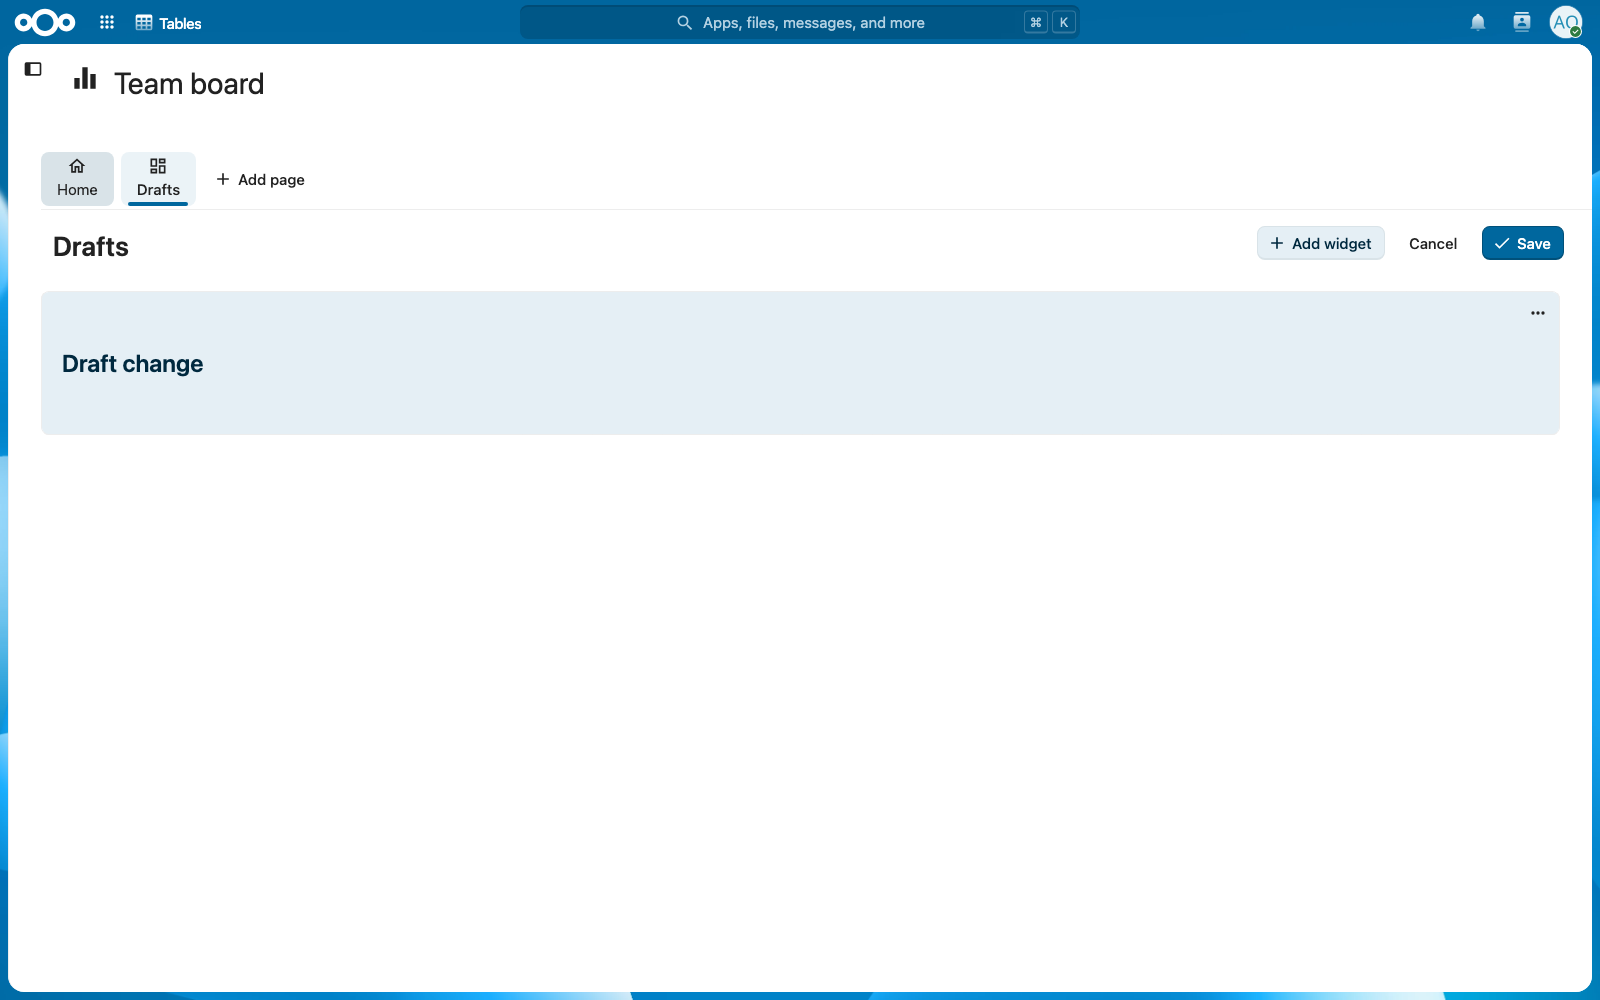 Tables
Apps, files, messages, and more
⌘ K
AO
Team board
Home
Drafts
Add page
Drafts
Add widget
Cancel
Save
Draft change